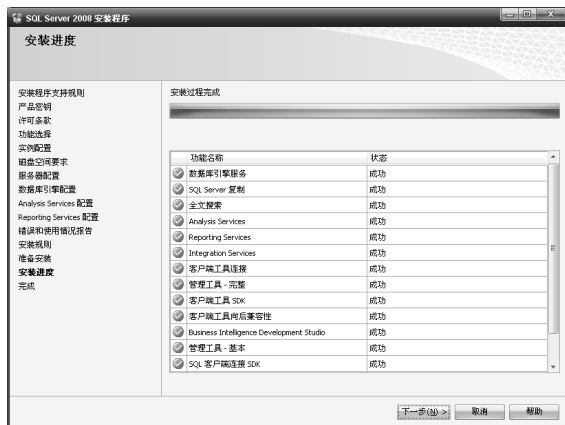 SQL Server 2008 安装程序
安装进度
安装程序支持规则
产品密钥
许可条款
功能选择
实例配置
磁盘空间要求
服务器配置
数据库引擎配置
Analysis Services 配置
Reporting Services 配置
错误和使用情况报告
安装规则
准备安装
安装进度
完成
安装过程完成
功能名称 状态
数据库引擎服务 成功
SQL Server 复制 成功
全文搜索 成功
Analysis Services 成功
Reporting Services 成功
Integration Services 成功
客户端工具连接 成功
管理工具 - 完整 成功
客户端工具 SDK 成功
客户端工具向后兼容性 成功
Business Intelligence Development Studio 成功
管理工具 - 基本 成功
SQL 客户端连接 SDK 成功
下一步(N) > 取消 帮助